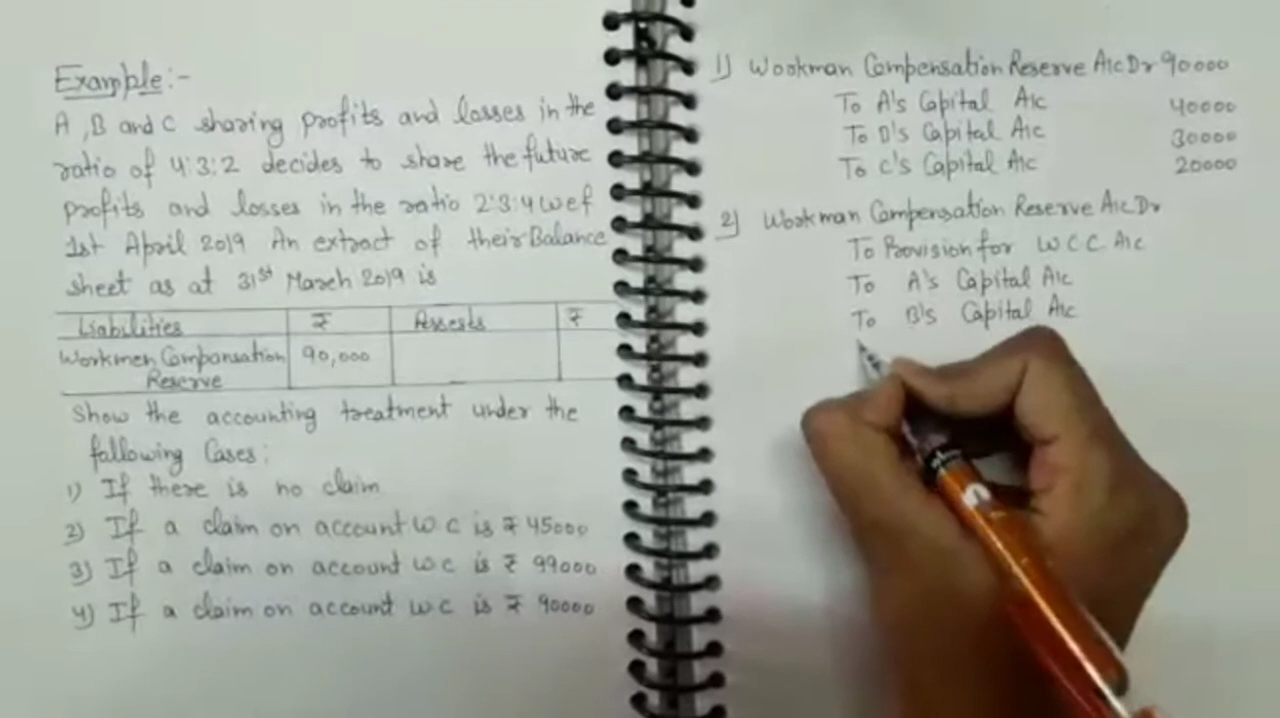 Example:-
A, B and C sharing profits and losses in the
ratio of 4:3:2 decides to share the future
profits and losses in the ratio 2:3:4 wef
1st April 2019 An extract of their Balance
sheet as at 31st March 2019 is
Liabilities ₹ Assests ₹
Workmen Compansation 90,000
Reserve
Show the accounting treatment under the
following Cases:
1) If there is no claim
2) If a claim on account W C is ₹ 45000
3) If a claim on account W C is ₹ 99000
4) If a claim on account W C is ₹ 90000
1) Wookman Compensation Reserve A/c Dr 90000
To A's Capital A/c 40000
To B's Capital A/c 30000
To C's Capital A/c 20000
2) Workman Compensation Reserve A/c Dr
To Provision for W C C A/c
To A's Capital A/c
To B's Capital A/c